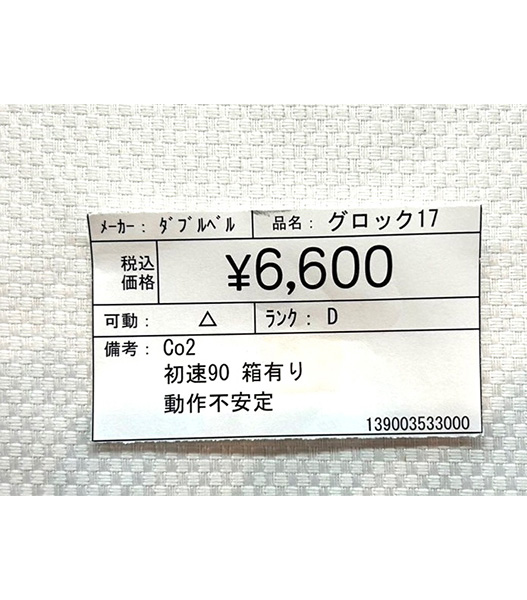 ﾒｰｶｰ： ﾀﾞﾌﾞﾙﾍﾞﾙ 品名： グロック17
税込価格 ¥6,600
可動： △ ﾗﾝｸ： D
備考： Co2
初速90 箱有り
動作不安定
139003533000